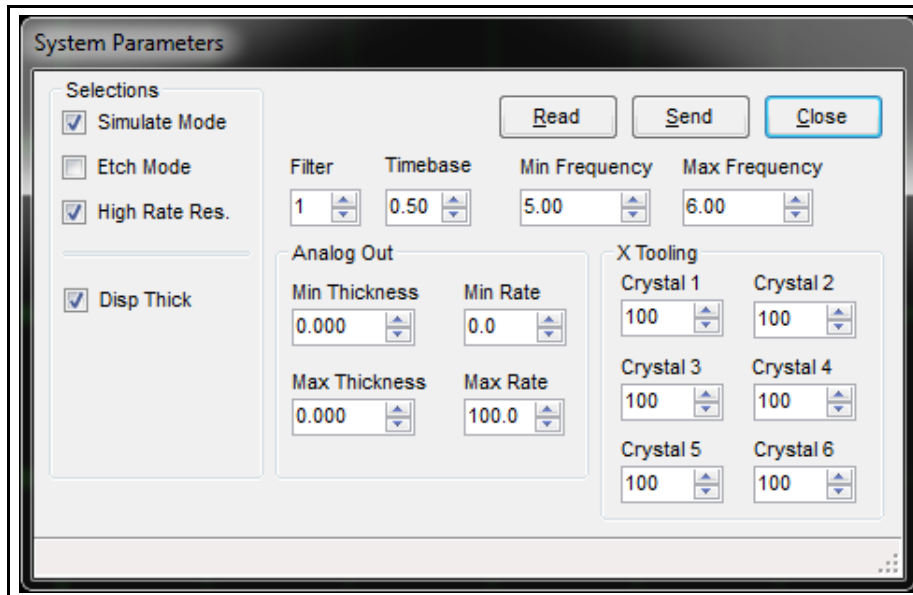 System Parameters
Selections
Simulate Mode
Etch Mode
High Rate Res.
Disp Thick
Read Send Close
Filter Timebase Min Frequency Max Frequency
1 0.50 5.00 6.00
Analog Out
Min Thickness Min Rate
0.000 0.0
Max Thickness Max Rate
0.000 100.0
X Tooling
Crystal 1 Crystal 2
100 100
Crystal 3 Crystal 4
100 100
Crystal 5 Crystal 6
100 100